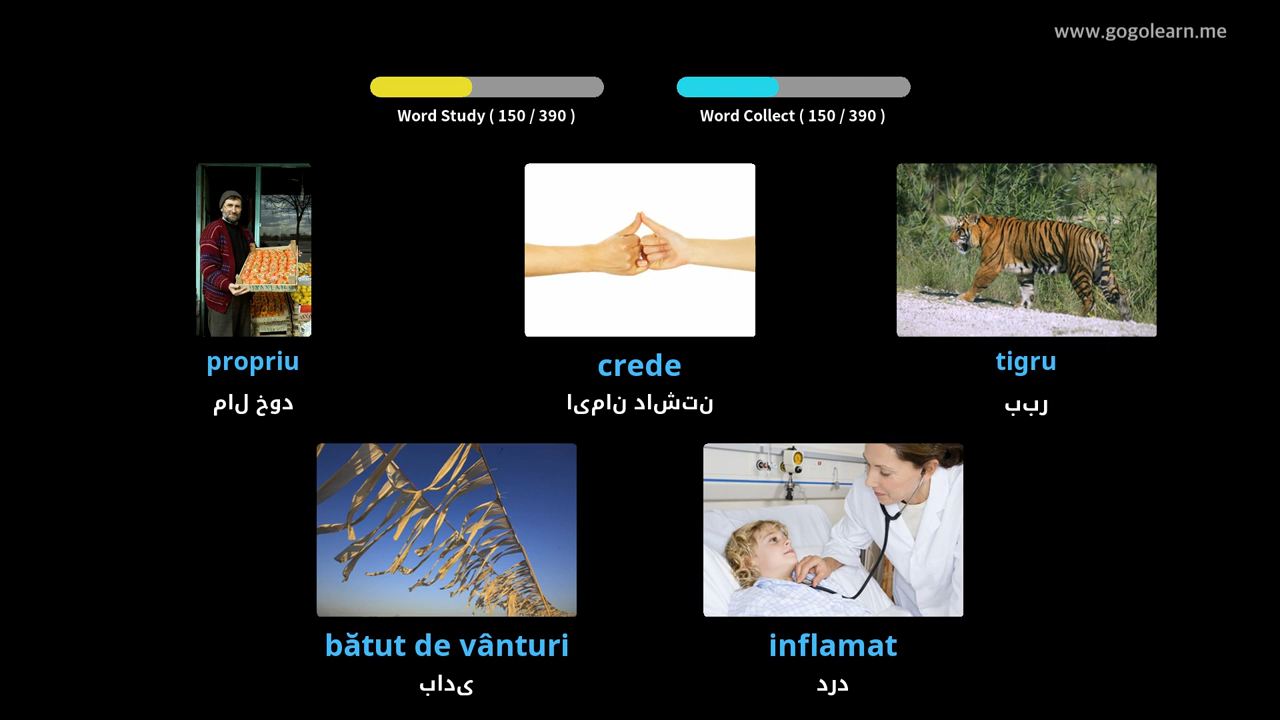 www.gogolearn.me
Word Study ( 150 / 390 )
Word Collect ( 150 / 390 )
propriu
دوخ لام
crede
نتشاد نامیا
tigru
ربب
bătut de vânturi
یداب
inflamat
درد